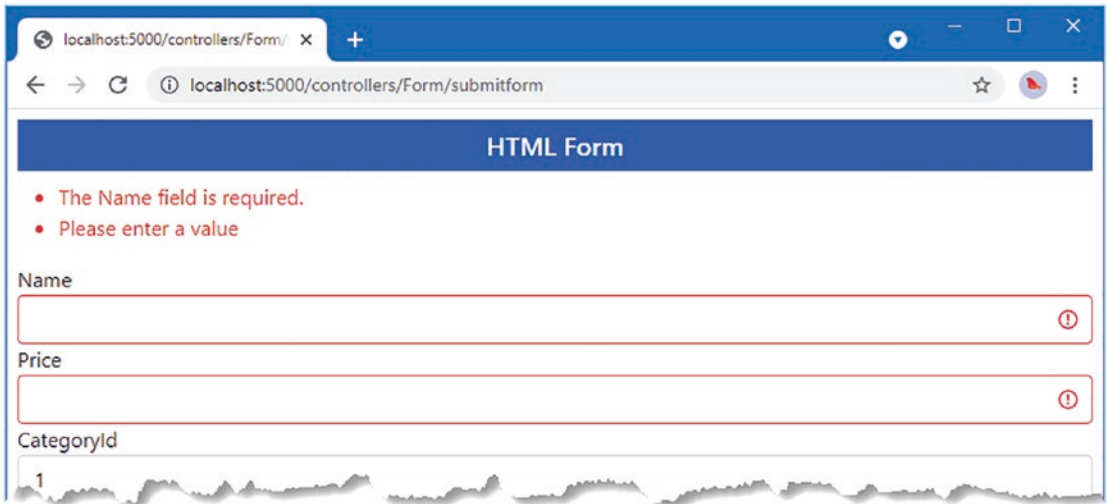 localhost:5000/controllers/Form/
localhost:5000/controllers/Form/submitform
HTML Form
• The Name field is required.
• Please enter a value
Name
Price
CategoryId
1